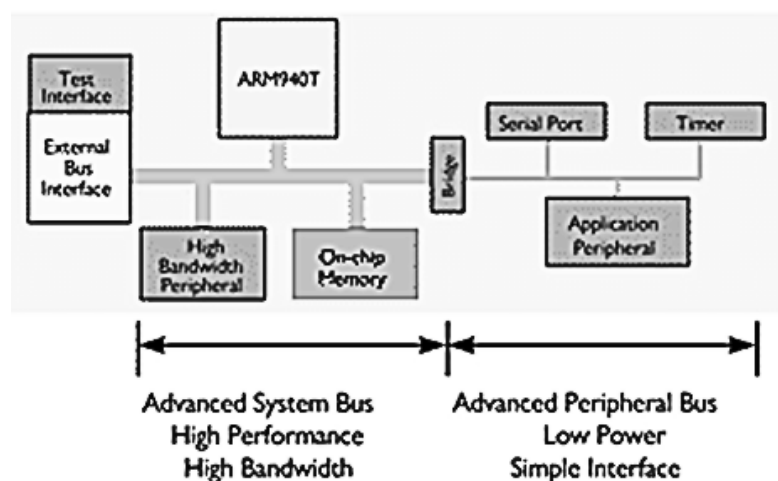 ARM940T
Test
Interface
External
Bus
Interface
Serial Port
Timer
Bridge
High
Bandwidth
Peripheral
On-chip
Memory
Application
Peripheral
Advanced System Bus
High Performance
High Bandwidth
Advanced Peripheral Bus
Low Power
Simple Interface